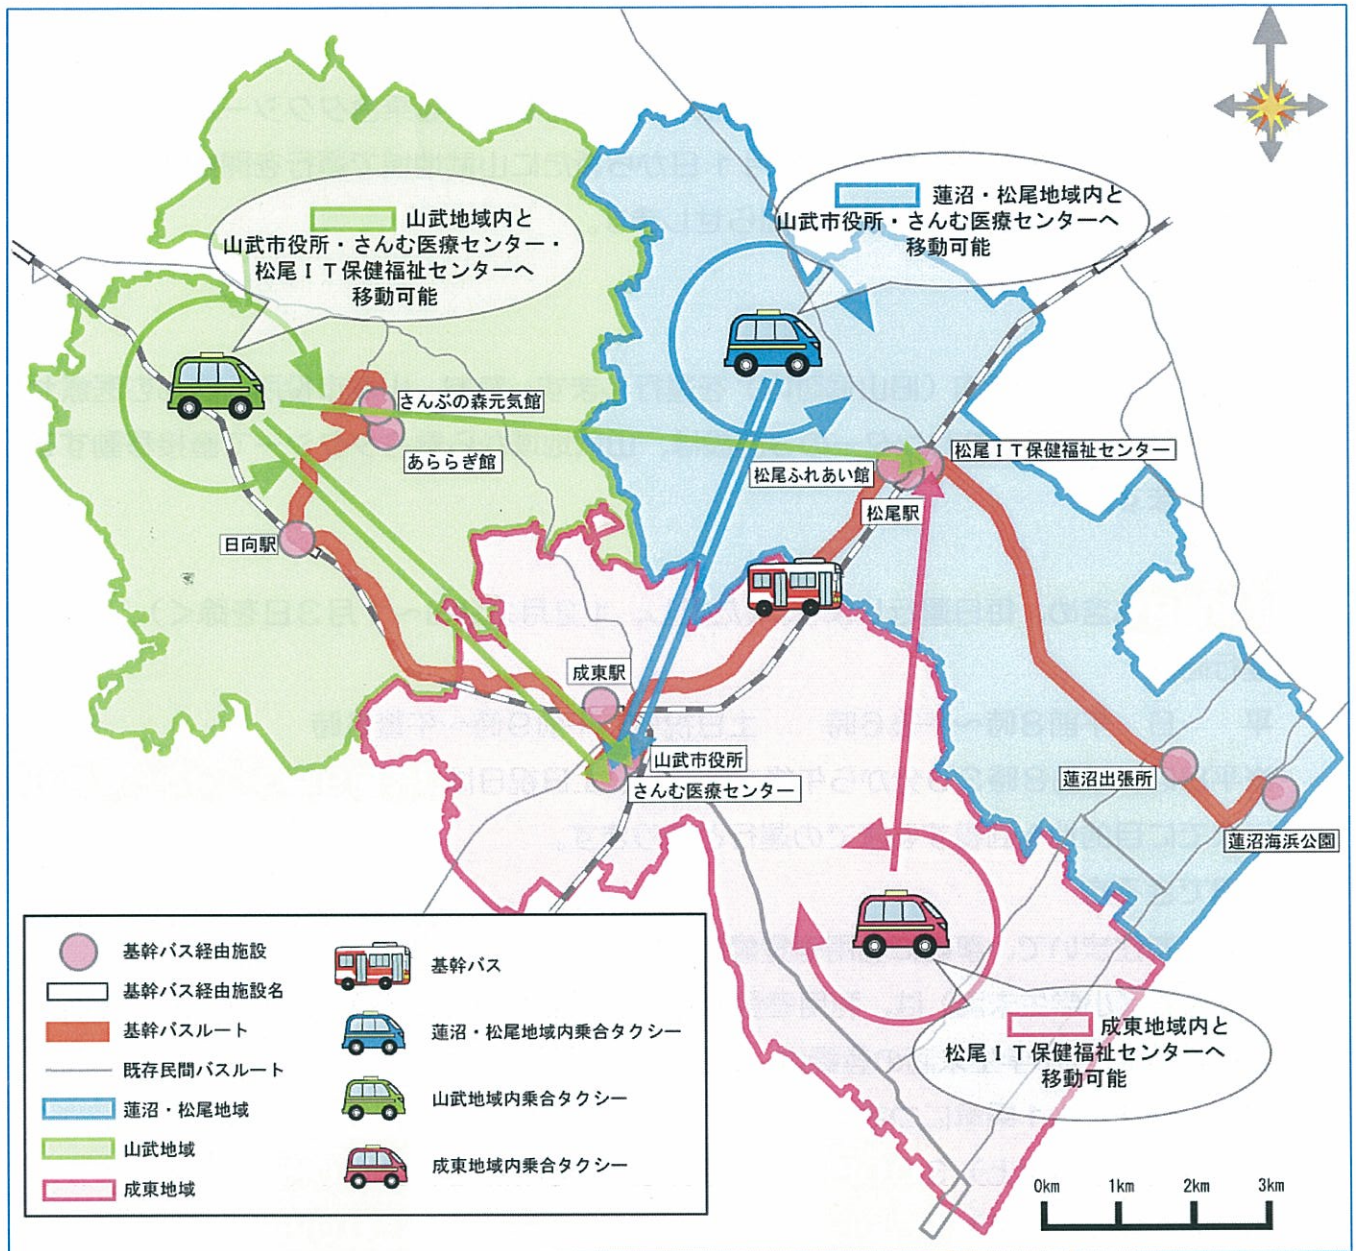 山武地域内と
山武市役所・さんむ医療センター・
松尾IT保健福祉センターへ
移動可能
蓮沼・松尾地域内と
山武市役所・さんむ医療センターへ
移動可能
さんぶの森元気館
あららぎ館
松尾IT保健福祉センター
松尾ふれあい館
松尾駅
日向駅
成東駅
山武市役所
さんむ医療センター
蓮沼出張所
蓮沼海浜公園
成東地域内と
松尾IT保健福祉センターへ
移動可能
基幹バス経由施設
基幹バス経由施設名
基幹バスルート
既存民間バスルート
蓮沼・松尾地域
山武地域
成東地域
基幹バス
蓮沼・松尾地域内乗合タクシー
山武地域内乗合タクシー
成東地域内乗合タクシー
0km 1km 2km 3km